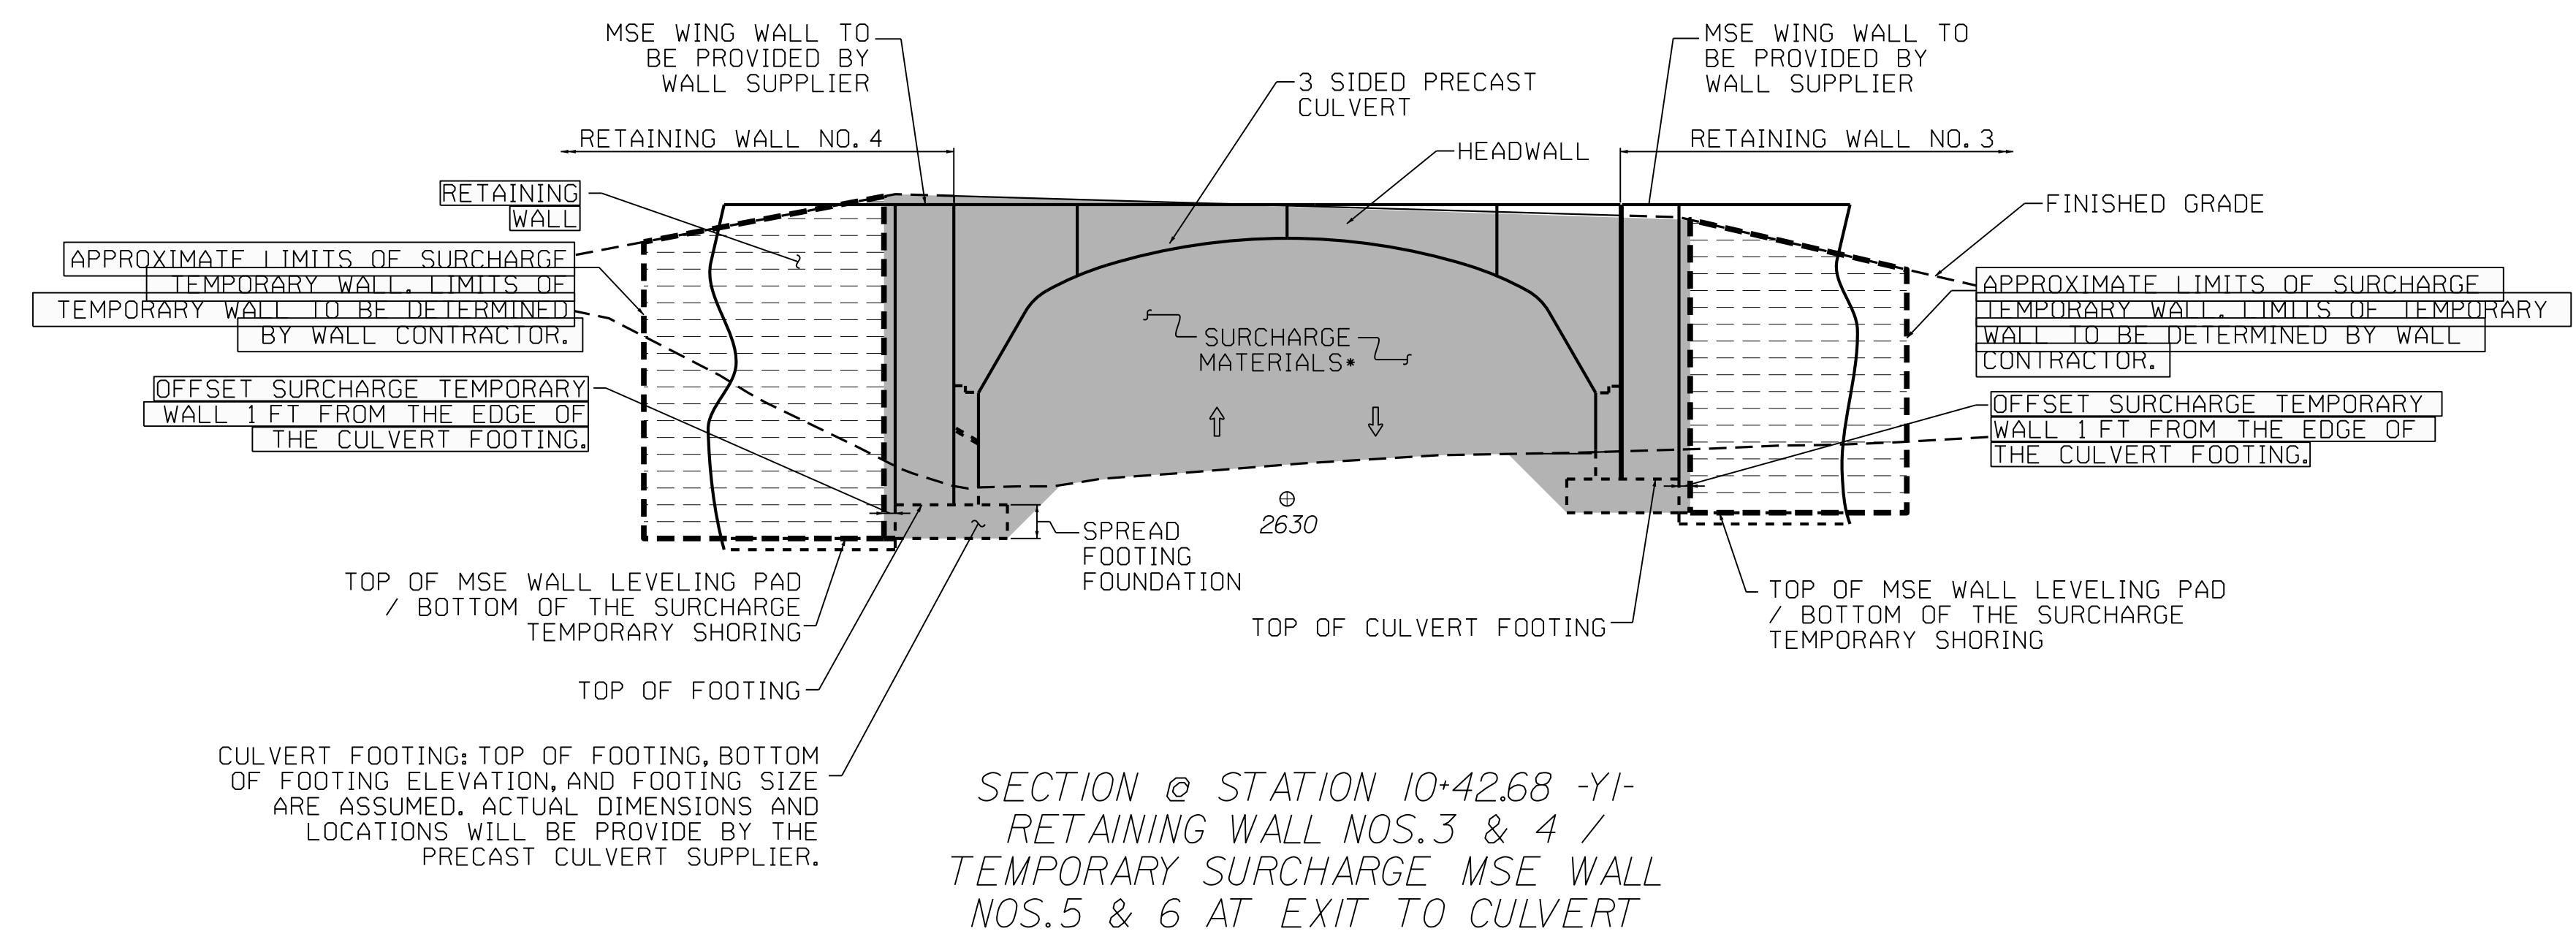 MSE WING WALL TO
BE PROVIDED BY
WALL SUPPLIER
3 SIDED PRECAST
CULVERT
MSE WING WALL TO
BE PROVIDED BY
WALL SUPPLIER
RETAINING WALL NO. 4
HEADWALL
RETAINING WALL NO. 3
RETAINING
WALL
FINISHED GRADE
APPROXIMATE LIMITS OF SURCHARGE
TEMPORARY WALL. LIMITS OF
TEMPORARY WALL TO BE DETERMINED
BY WALL CONTRACTOR.
APPROXIMATE LIMITS OF SURCHARGE
TEMPORARY WALL. LIMITS OF TEMPORARY
WALL TO BE DETERMINED BY WALL
CONTRACTOR.
SURCHARGE
MATERIALS*
OFFSET SURCHARGE TEMPORARY
WALL 1 FT FROM THE EDGE OF
THE CULVERT FOOTING.
OFFSET SURCHARGE TEMPORARY
WALL 1 FT FROM THE EDGE OF
THE CULVERT FOOTING.
2630
SPREAD
FOOTING
FOUNDATION
TOP OF MSE WALL LEVELING PAD
/ BOTTOM OF THE SURCHARGE
TEMPORARY SHORING
TOP OF CULVERT FOOTING
TOP OF MSE WALL LEVELING PAD
/ BOTTOM OF THE SURCHARGE
TEMPORARY SHORING
TOP OF FOOTING
CULVERT FOOTING: TOP OF FOOTING, BOTTOM
OF FOOTING ELEVATION, AND FOOTING SIZE
ARE ASSUMED. ACTUAL DIMENSIONS AND
LOCATIONS WILL BE PROVIDE BY THE
PRECAST CULVERT SUPPLIER.
SECTION @ STATION 10+42.68 -Y1-
RETAINING WALL NOS. 3 & 4 /
TEMPORARY SURCHARGE MSE WALL
NOS. 5 & 6 AT EXIT TO CULVERT